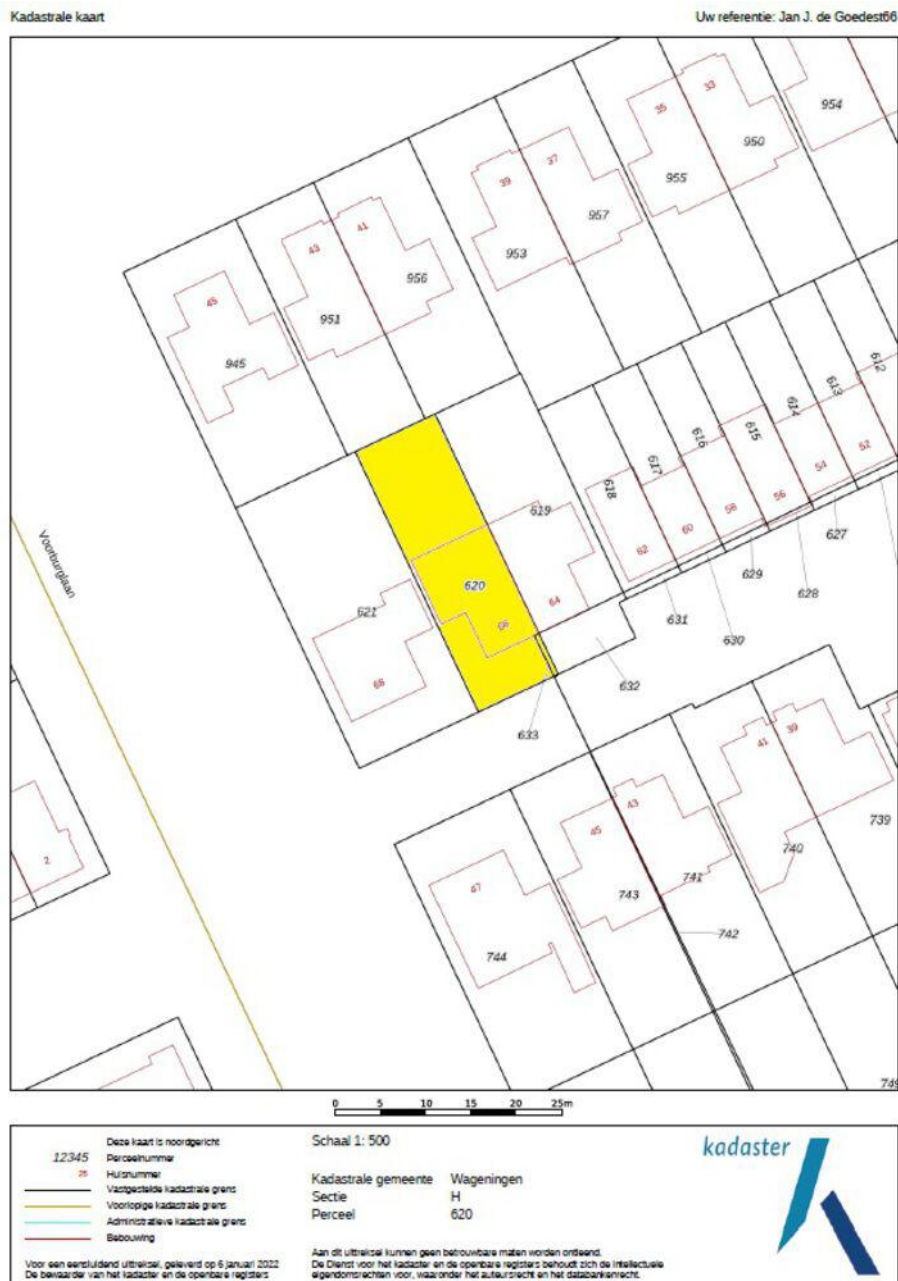 Kadastrale kaart
Uw referentie: Jan J. de Goedest66
954
33
35
950
955
37
39
957
953
41
43
956
951
45
945
612
613
614
615
616
617
618
52
54
56
58
60
62
619
620
64
66
621
68
627
628
629
630
631
632
633
Voorburglaan
39
41
43
45
47
739
740
741
743
742
744
749
2
0 5 10 15 20 25m
Deze kaart is noordgericht
12345 Perceelnummer
25 Huisnummer
Vastgestelde kadastrale grens
Voorlopige kadastrale grens
Administratieve kadastrale grens
Bebouwing
Voor een eensluidend uittreksel, geleverd op 6 januari 2022
De bewaarder van het kadaster en de openbare registers
Schaal 1: 500
Kadastrale gemeente Wageningen
Sectie H
Perceel 620
Aan dit uittreksel kunnen geen betrouwbare maten worden ontleend.
De Dienst voor het kadaster en de openbare registers behoudt zich de intellectuele
eigendomsrechten voor, waaronder het auteursrecht en het databankenrecht.
kadaster